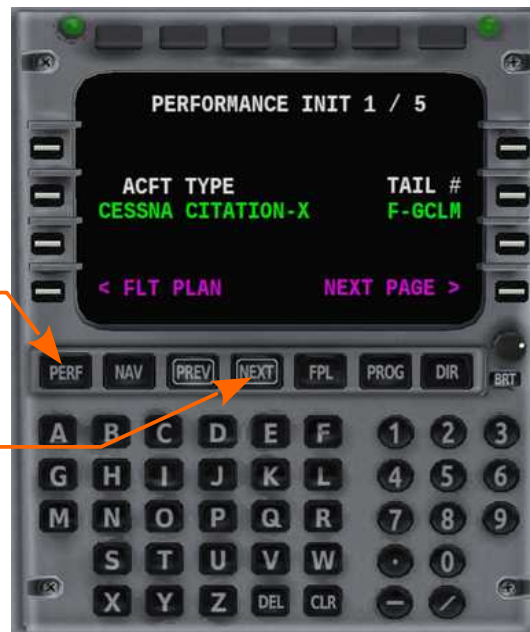 PERFORMANCE INIT 1 / 5
ACFT TYPE TAIL #
CESSNA CITATION-X F-GCLM
< FLT PLAN NEXT PAGE >
PERF NAV PREV NEXT FPL PROG DIR BRT
A B C D E F 1 2 3
G H I J K L 4 5 6
M N O P Q R 7 8 9
S T U V W . 0
X Y Z DEL CLR - /